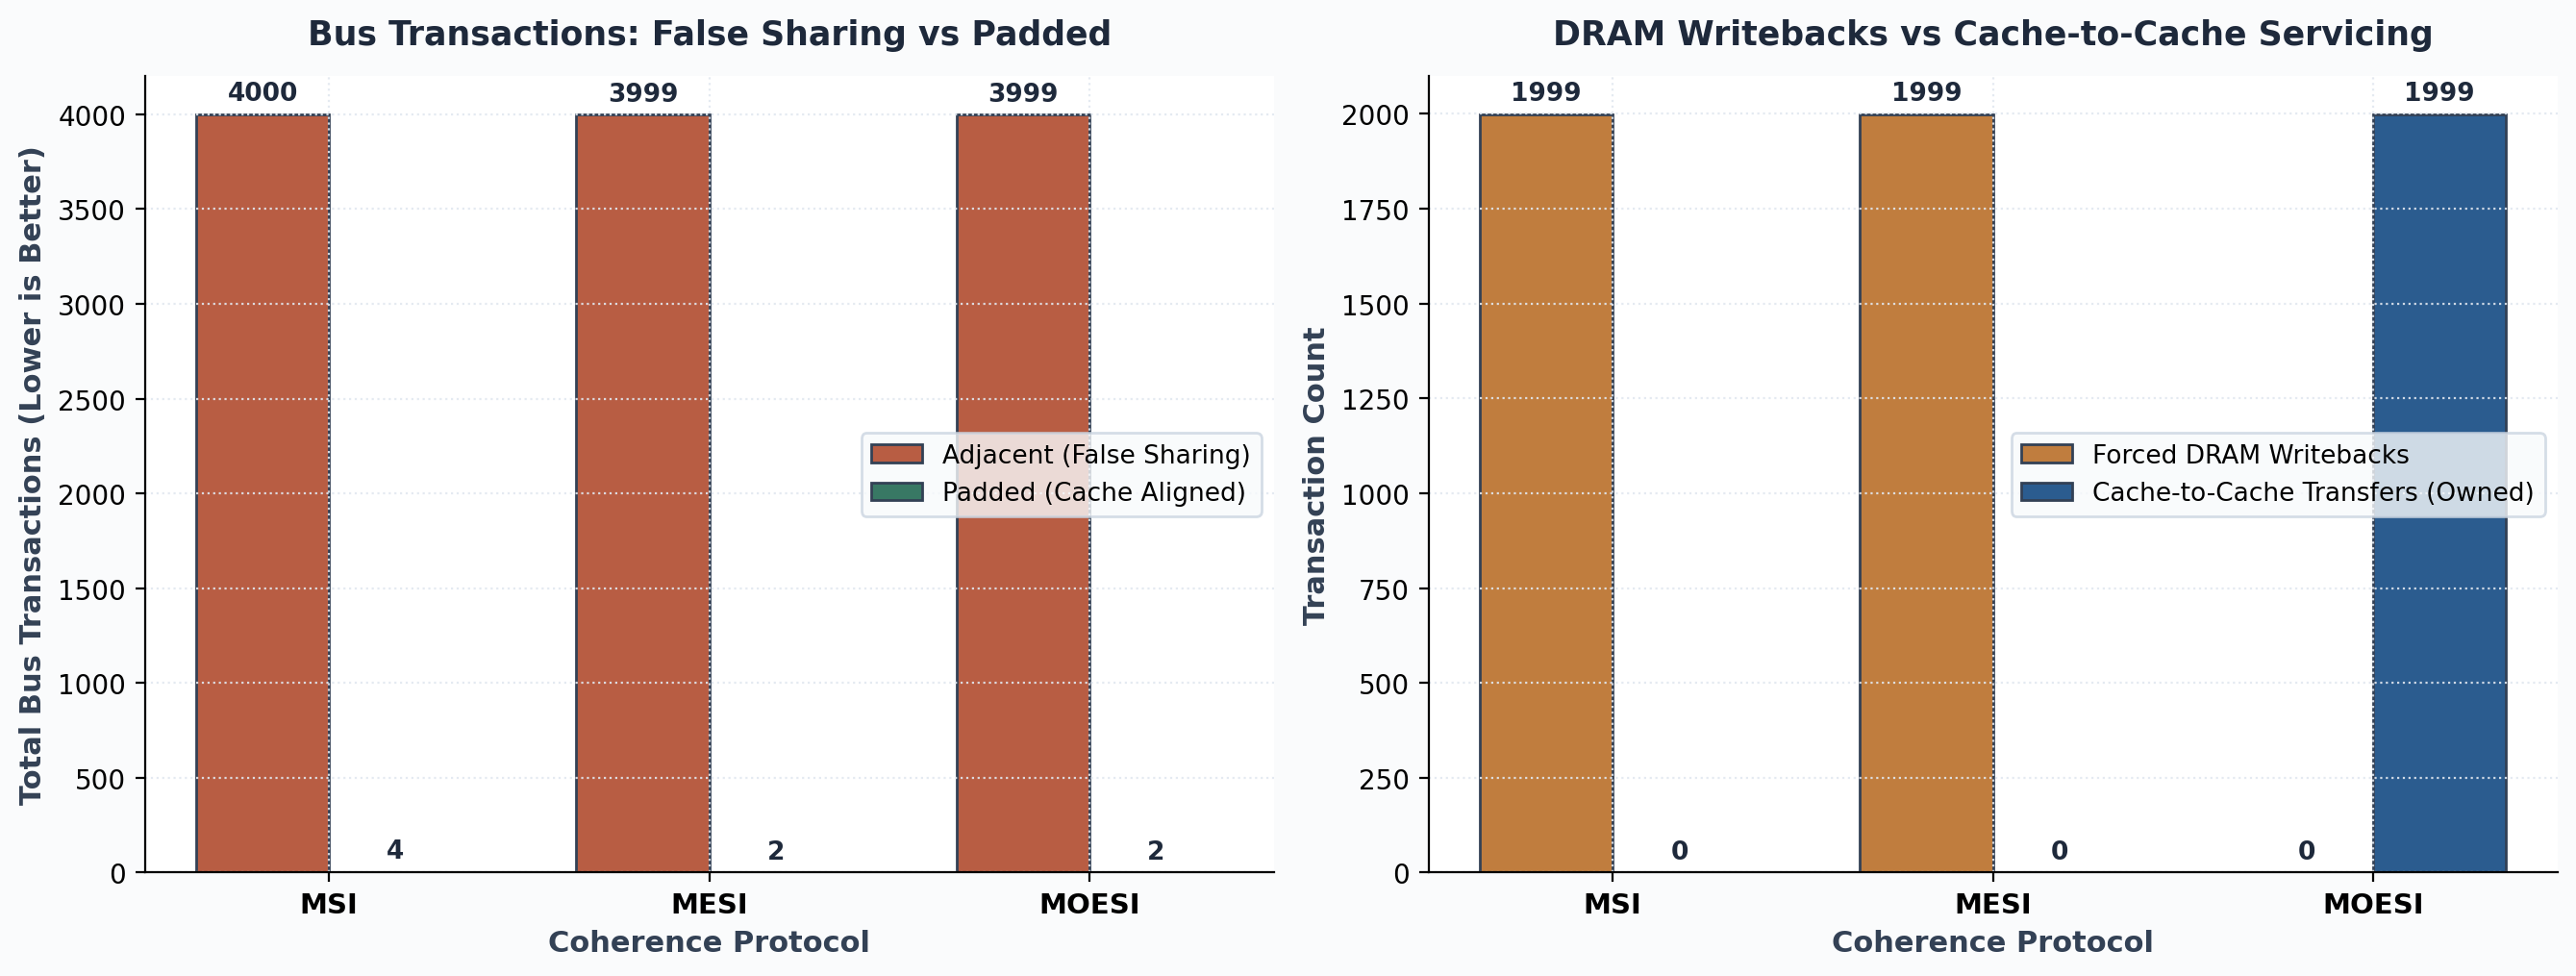 Bus Transactions: False Sharing vs Padded
Total Bus Transactions (Lower is Better)
4000
3500
3000
2500
2000
1500
1000
500
0
4000
4
3999
2
3999
2
Adjacent (False Sharing)
Padded (Cache Aligned)
MSI
MESI
MOESI
Coherence Protocol
DRAM Writebacks vs Cache-to-Cache Servicing
Transaction Count
2000
1750
1500
1250
1000
750
500
250
0
1999
0
1999
0
0
1999
Forced DRAM Writebacks
Cache-to-Cache Transfers (Owned)
MSI
MESI
MOESI
Coherence Protocol